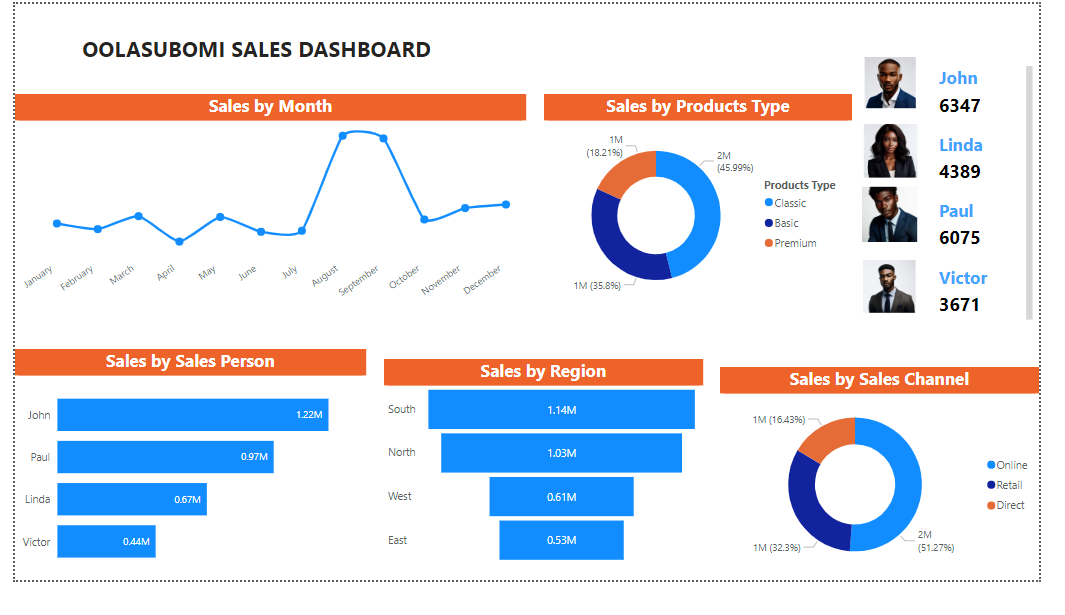 OOLASUBOMI SALES DASHBOARD
Sales by Month
January
February
March
April
May
June
July
August
September
October
November
December
Sales by Products Type
1M
(18.21%)
2M
(45.99%)
1M (35.8%)
Products Type
Classic
Basic
Premium
John
6347
Linda
4389
Paul
6075
Victor
3671
Sales by Sales Person
John
1.22M
Paul
0.97M
Linda
0.67M
Victor
0.44M
Sales by Region
South
1.14M
North
1.03M
West
0.61M
East
0.53M
Sales by Sales Channel
1M (16.43%)
1M (32.3%)
2M
(51.27%)
Online
Retail
Direct